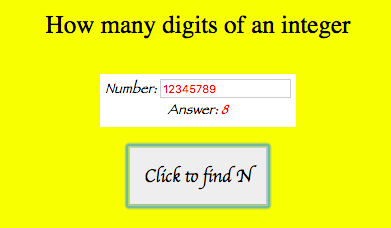 How many digits of an integer
Number: 12345789
Answer: 8
Click to find N